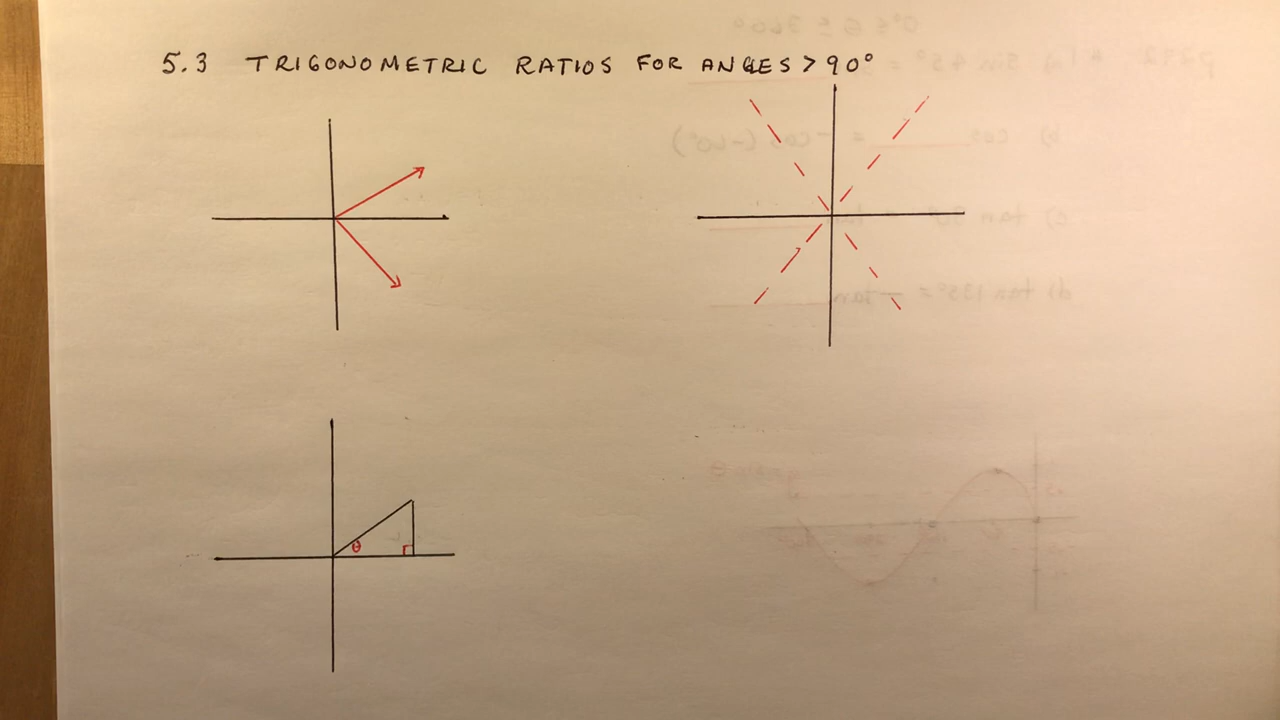 5.3 TRIGONOMETRIC RATIOS FOR ANGLES > 90°
θ